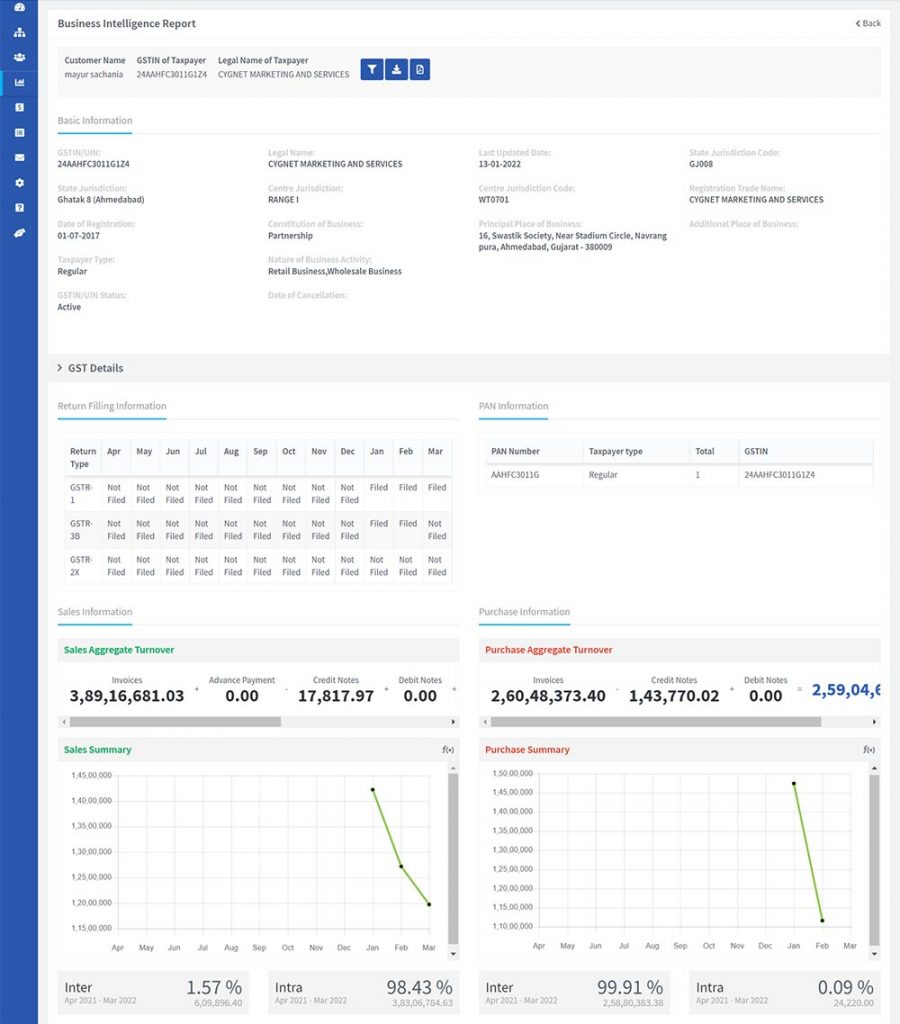 Business Intelligence Report
Back
Customer Name GSTIN of Taxpayer Legal Name of Taxpayer
mayur sachania 24AAHFC3011G1Z4 CYGNET MARKETING AND SERVICES
Basic Information
GSTIN/UIN: Legal Name: Last Updated Date: State Jurisdiction Code:
24AAHFC3011G1Z4 CYGNET MARKETING AND SERVICES 13-01-2022 GJ008
State Jurisdiction: Centre Jurisdiction: Centre Jurisdiction Code: Registration Trade Name:
Ghatak 8 (Ahmedabad) RANGE I WT0701 CYGNET MARKETING AND SERVICES
Date of Registration: Constitution of Business: Principal Place of Business: Additional Place of Business:
01-07-2017 Partnership 16, Swastik Society, Near Stadium Circle, Navrang
pura, Ahmedabad, Gujarat - 380009
Taxpayer Type: Nature of Business Activity:
Regular Retail Business,Wholesale Business
GSTIN/UIN Status: Date of Cancellation:
Active
GST Details
Return Filling Information
Return Type Apr May Jun Jul Aug Sep Oct Nov Dec Jan Feb Mar
GSTR-1 Not Filed Not Filed Not Filed Not Filed Not Filed Not Filed Not Filed Not Filed Not Filed Filed Filed Filed
GSTR-3B Not Filed Not Filed Not Filed Not Filed Not Filed Not Filed Not Filed Not Filed Not Filed Filed Filed Not Filed
GSTR-2X Not Filed Not Filed Not Filed Not Filed Not Filed Not Filed Not Filed Not Filed Not Filed Not Filed Not Filed Not Filed
PAN Information
PAN Number Taxpayer type Total GSTIN
AAHFC3011G Regular 1 24AAHFC3011G1Z4
Sales Information
Sales Aggregate Turnover
Invoices Advance Payment Credit Notes Debit Notes
3,89,16,681.03 + 0.00 - 17,817.97 + 0.00 +
Sales Summary
f(x)
1,45,00,000
1,40,00,000
1,35,00,000
1,30,00,000
1,25,00,000
1,20,00,000
1,15,00,000
Apr May Jun Jul Aug Sep Oct Nov Dec Jan Feb Mar
Inter 1.57 %
Apr 2021 - Mar 2022 6,09,896.40
Intra 98.43 %
Apr 2021 - Mar 2022 3,83,06,784.63
Purchase Information
Purchase Aggregate Turnover
Invoices Credit Notes Debit Notes
2,60,48,373.40 - 1,43,770.02 + 0.00 = 2,59,04,6
Purchase Summary
f(x)
1,50,00,000
1,45,00,000
1,40,00,000
1,35,00,000
1,30,00,000
1,25,00,000
1,20,00,000
1,15,00,000
1,10,00,000
Apr May Jun Jul Aug Sep Oct Nov Dec Jan Feb Mar
Inter 99.91 %
Apr 2021 - Mar 2022 2,58,80,383.38
Intra 0.09 %
Apr 2021 - Mar 2022 24,220.00